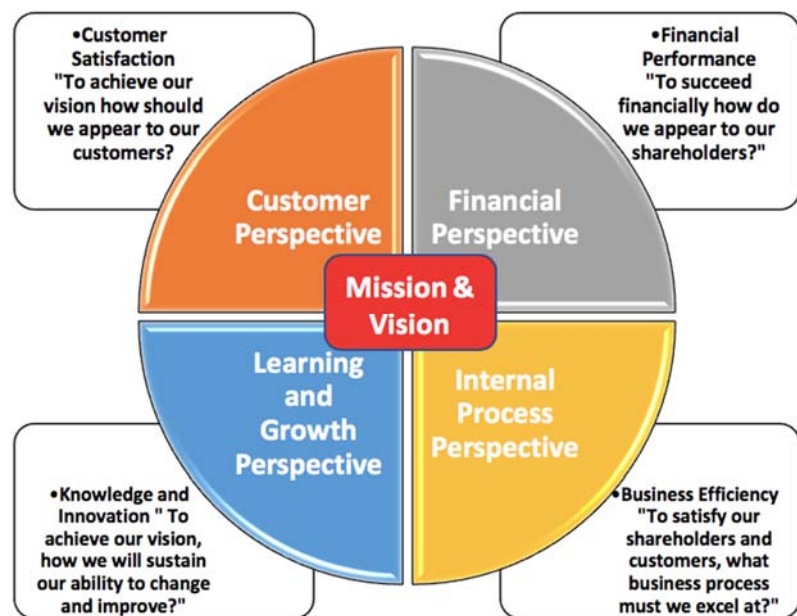 •Customer
Satisfaction
"To achieve our
vision how should
we appear to our
customers?
•Financial
Performance
"To succeed
financially how do
we appear to our
shareholders?"
Customer
Perspective
Financial
Perspective
Mission &
Vision
Learning
and
Growth
Perspective
Internal
Process
Perspective
•Knowledge and
Innovation " To
achieve our vision,
how we will sustain
our ability to change
and improve?"
•Business Efficiency
"To satisfy our
shareholders and
customers, what
business process
must we excel at?"